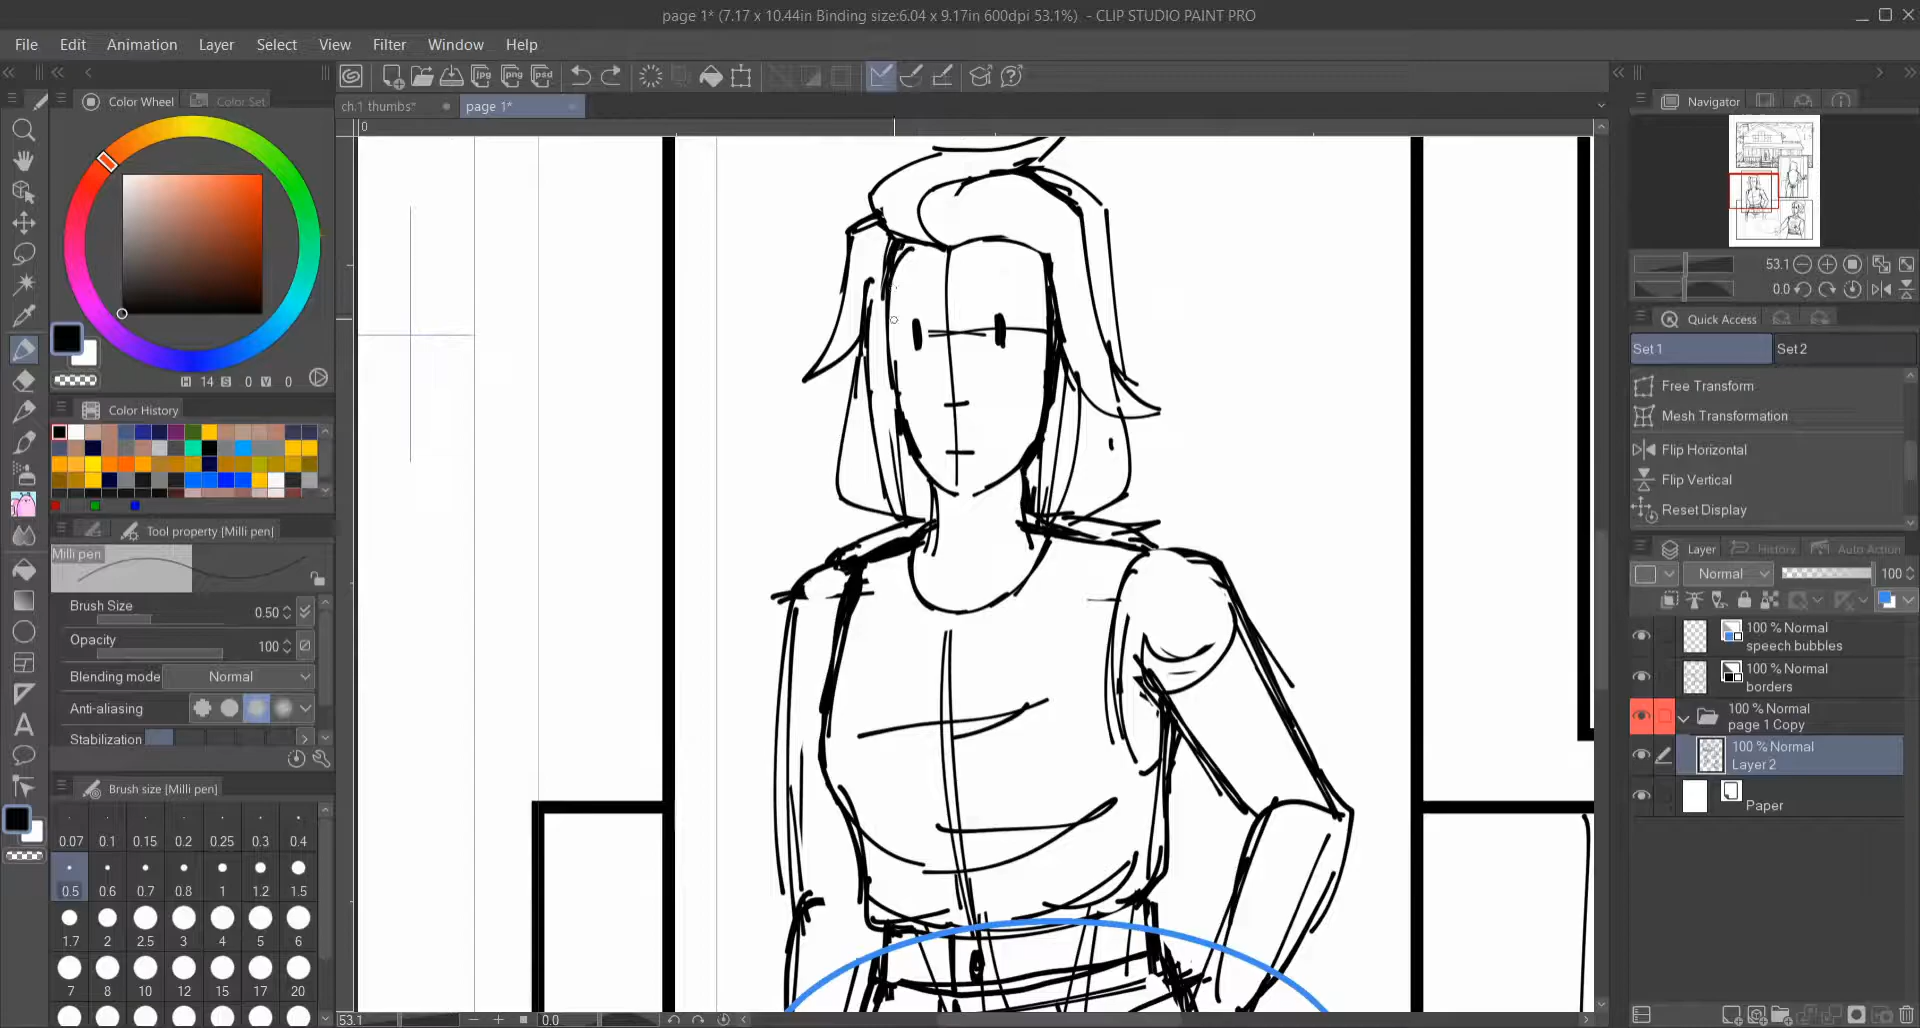 page 1* (7.17 x 10.44in Binding size:6.04 x 9.17in 600dpi 53.1%) - CLIP STUDIO PAINT PRO
File Edit Animation Layer Select View Filter Window Help
jpg png psd
Color Wheel Color Set
ch.1 thumbs* page 1*
Navigator
0
53.1
0.0
Quick Access
Set 1 Set 2
Free Transform
Mesh Transformation
Flip Horizontal
Flip Vertical
Reset Display
H 14 S 0 V 0
Color History
Tool property [Milli pen]
Milli pen
Brush Size 0.50
Opacity 100
Blending mode Normal
Anti-aliasing
Stabilization
Brush size [Milli pen]
0.07 0.1 0.15 0.2 0.25 0.3 0.4
0.5 0.6 0.7 0.8 1 1.2 1.5
1.7 2 2.5 3 4 5 6
7 8 10 12 15 17 20
Layer History Auto Action
Normal 100
100 % Normal
speech bubbles
100 % Normal
borders
100 % Normal
page 1 Copy
100 % Normal
Layer 2
Paper
53.1 0.0